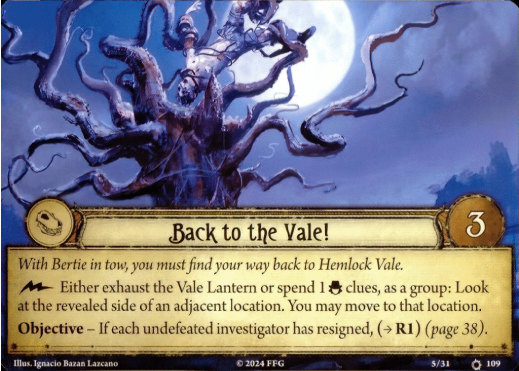 Back to the Vale!
3
With Bertie in tow, you must find your way back to Hemlock Vale.
Either exhaust the Vale Lantern or spend 1 clues, as a group: Look
at the revealed side of an adjacent location. You may move to that location.
Objective – If each undefeated investigator has resigned, (→ R1) (page 38).
Illus. Ignacio Bazan Lazcano © 2024 FFG 5/31 109